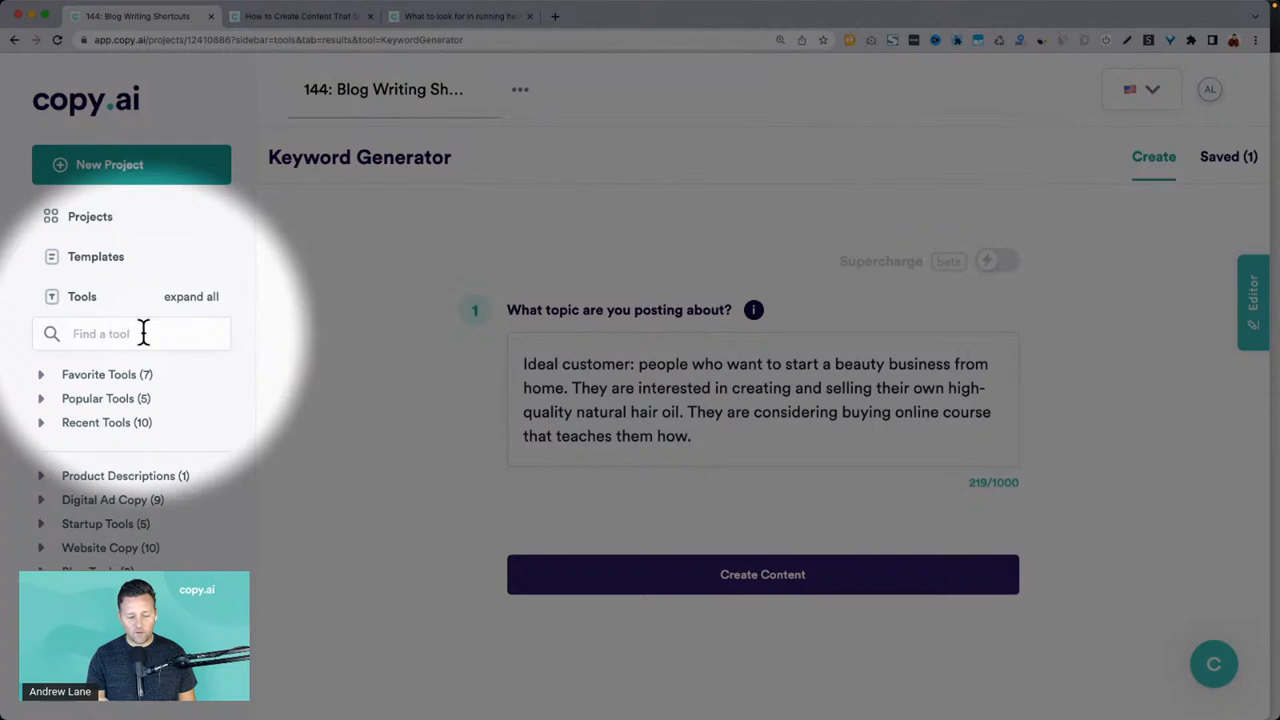 144: Blog Writing Shortcuts
How to Create Content That G
What to look for in running he
app.copy.ai/projects/12410886?sidebar=tools&tab=results&tool=KeywordGenerator
copy.ai
144: Blog Writing Sh...
AL
New Project
Keyword Generator
Create
Saved (1)
Projects
Templates
Supercharge beta
Tools
expand all
1
What topic are you posting about?
i
Editor
Find a tool
Ideal customer: people who want to start a beauty business from
home. They are interested in creating and selling their own high-
quality natural hair oil. They are considering buying online course
that teaches them how.
Favorite Tools (7)
Popular Tools (5)
Recent Tools (10)
219/1000
Product Descriptions (1)
Digital Ad Copy (9)
Startup Tools (5)
Website Copy (10)
Create Content
copy.ai
C
Andrew Lane